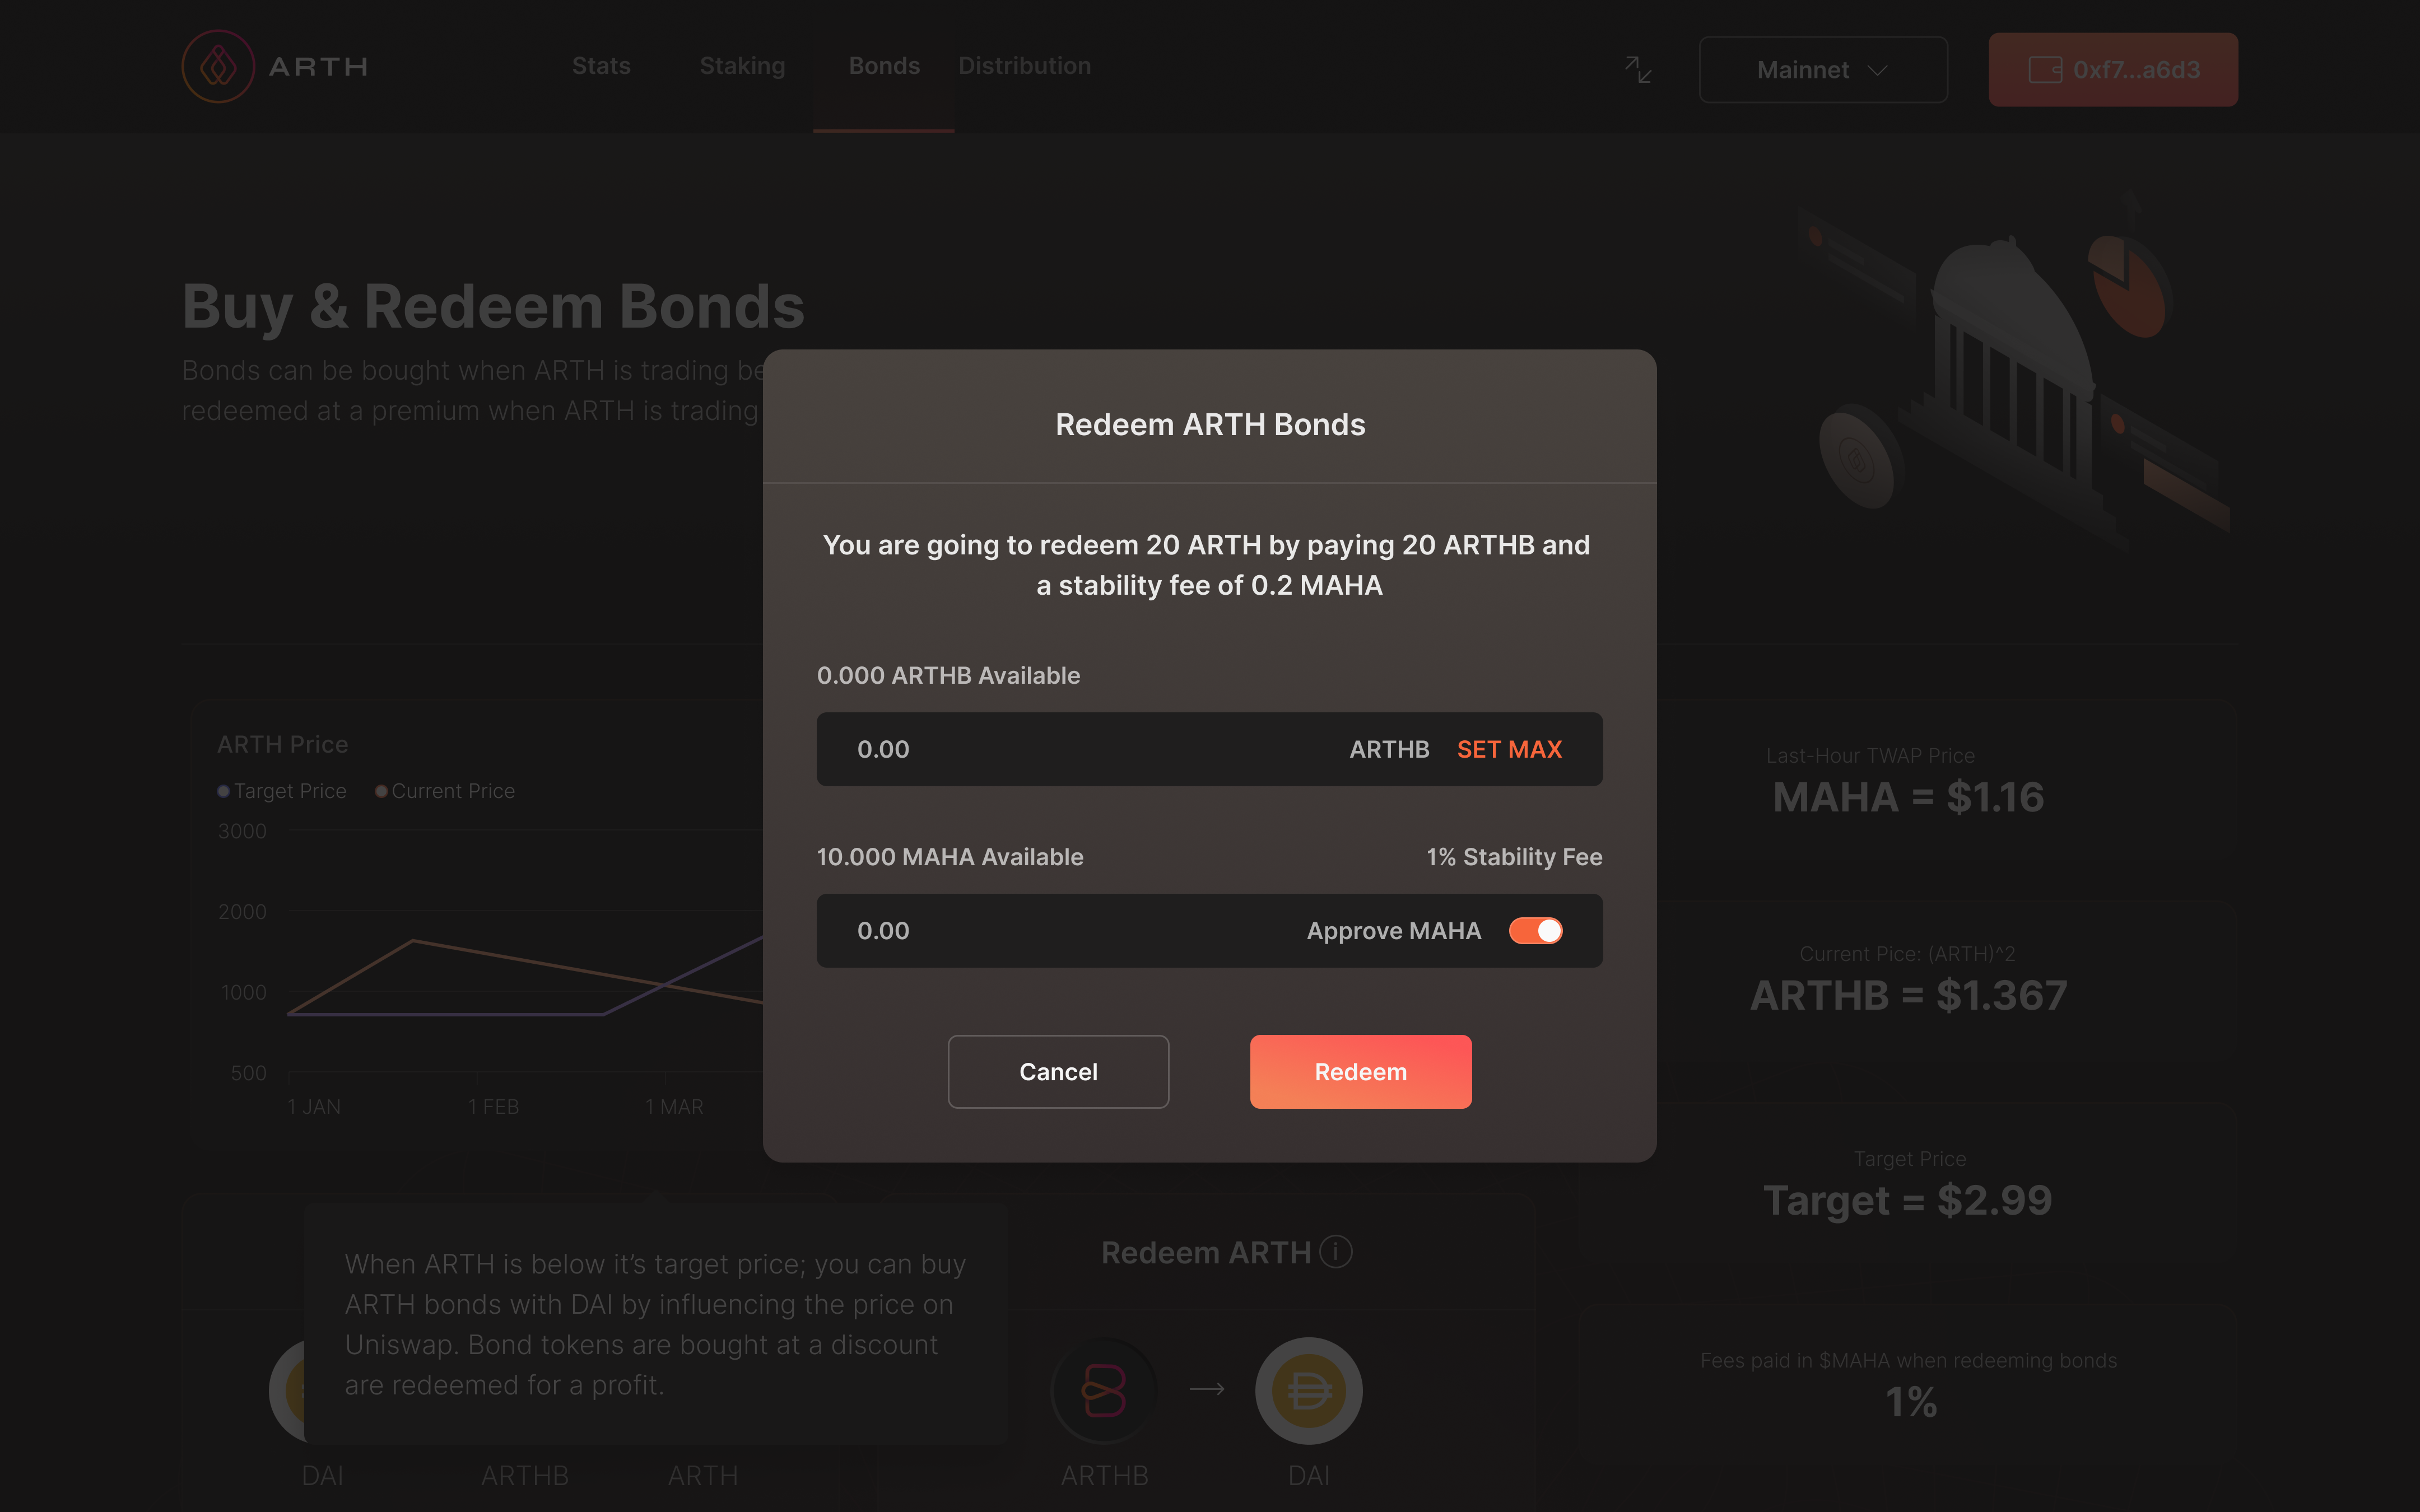 ARTH
Stats
Staking
Bonds
Distribution
Mainnet
0xf7...a6d3
Buy & Redeem Bonds
Bonds can be bought when ARTH is trading be
redeemed at a premium when ARTH is trading
Redeem ARTH Bonds
You are going to redeem 20 ARTH by paying 20 ARTHB and
a stability fee of 0.2 MAHA
0.000 ARTHB Available
0.00
ARTHB
SET MAX
10.000 MAHA Available
1% Stability Fee
0.00
Approve MAHA
Cancel
Redeem
ARTH Price
Target Price
Current Price
3000
2000
1000
500
1 JAN
1 FEB
1 MAR
Last-Hour TWAP Price
MAHA = $1.16
Current Pice: (ARTH)^2
ARTHB = $1.367
Target Price
Target = $2.99
Fees paid in $MAHA when redeeming bonds
1%
When ARTH is below it’s target price; you can buy
ARTH bonds with DAI by influencing the price on
Uniswap. Bond tokens are bought at a discount
are redeemed for a profit.
DAI
ARTHB
ARTH
Redeem ARTH
ARTHB
DAI